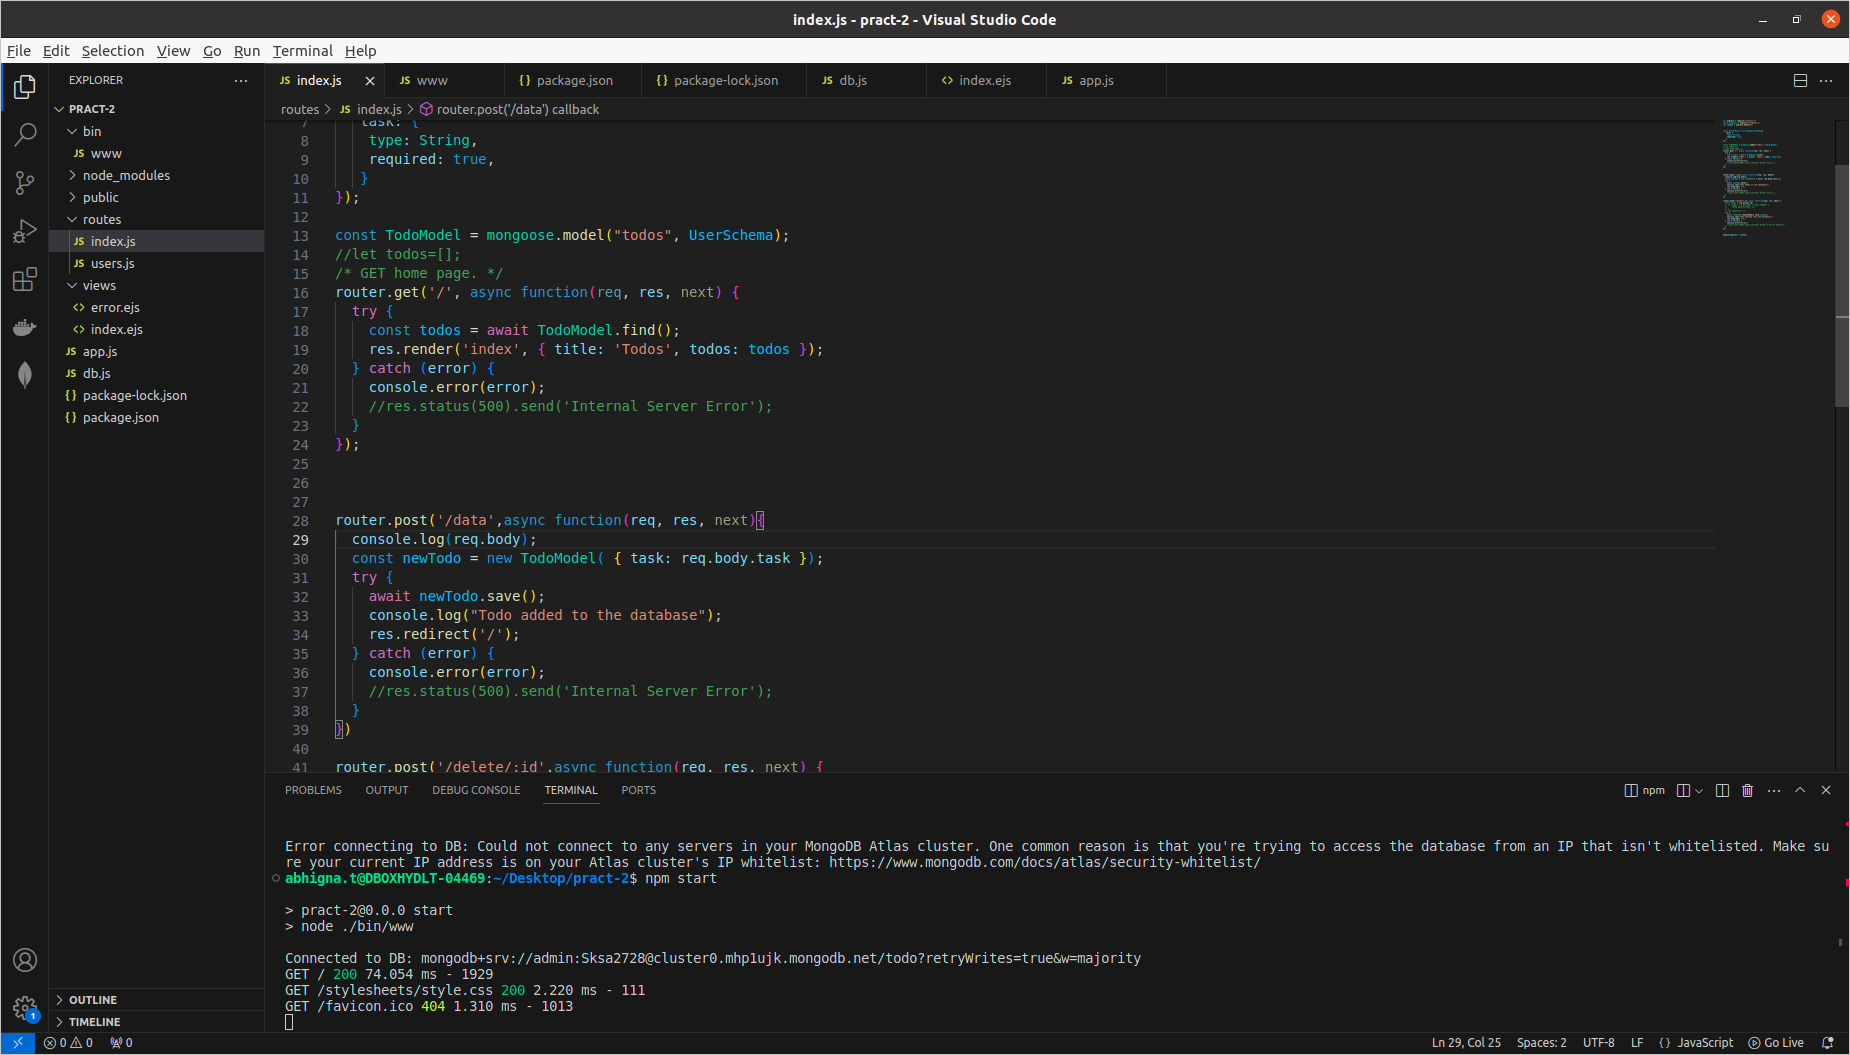 index.js - pract-2 - Visual Studio Code
File Edit Selection View Go Run Terminal Help
EXPLORER
PRACT-2
bin
JS www
node_modules
public
routes
JS index.js
JS users.js
views
<> error.ejs
<> index.ejs
JS app.js
JS db.js
{} package-lock.json
{} package.json
OUTLINE
TIMELINE
1
JS index.js JS www {} package.json {} package-lock.json JS db.js <> index.ejs JS app.js
routes > JS index.js > router.post('/data') callback
7 task: {
8 type: String,
9 required: true,
10 }
11 });
12
13 const TodoModel = mongoose.model("todos", UserSchema);
14 //let todos=[];
15 /* GET home page. */
16 router.get('/', async function(req, res, next) {
17 try {
18 const todos = await TodoModel.find();
19 res.render('index', { title: 'Todos', todos: todos });
20 } catch (error) {
21 console.error(error);
22 //res.status(500).send('Internal Server Error');
23 }
24 });
25
26
27
28 router.post('/data',async function(req, res, next){
29 console.log(req.body);
30 const newTodo = new TodoModel( { task: req.body.task });
31 try {
32 await newTodo.save();
33 console.log("Todo added to the database");
34 res.redirect('/');
35 } catch (error) {
36 console.error(error);
37 //res.status(500).send('Internal Server Error');
38 }
39 })
40
41 router.post('/delete/:id',async function(req, res, next) {
PROBLEMS OUTPUT DEBUG CONSOLE TERMINAL PORTS
npm
Error connecting to DB: Could not connect to any servers in your MongoDB Atlas cluster. One common reason is that you're trying to access the database from an IP that isn't whitelisted. Make su
re your current IP address is on your Atlas cluster's IP whitelist: https://www.mongodb.com/docs/atlas/security-whitelist/
abhigna.t@DBOXHYDLT-04469:~/Desktop/pract-2$ npm start
> pract-2@0.0.0 start
> node ./bin/www
Connected to DB: mongodb+srv://admin:Sksa2728@cluster0.mhp1ujk.mongodb.net/todo?retryWrites=true&w=majority
GET / 200 74.054 ms - 1929
GET /stylesheets/style.css 200 2.220 ms - 111
GET /favicon.ico 404 1.310 ms - 1013
0 0 0
Ln 29, Col 25 Spaces: 2 UTF-8 LF {} JavaScript Go Live